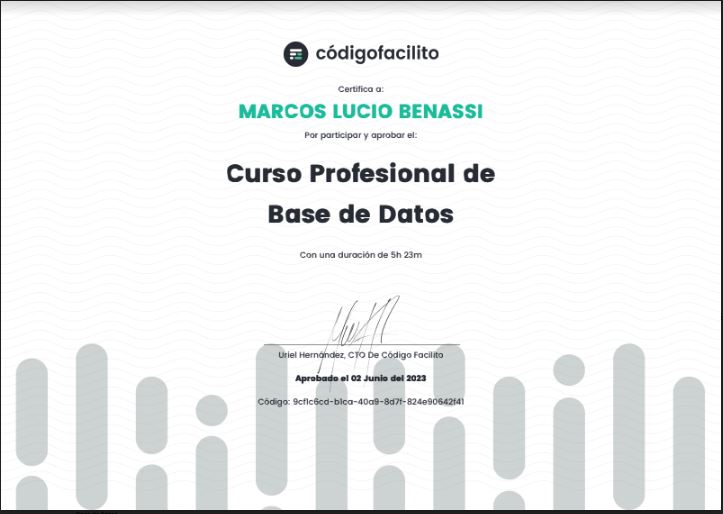 códigofacilito
Certifica a:
MARCOS LUCIO BENASSI
Por participar y aprobar el:
Curso Profesional de
Base de Datos
Con una duración de 5h 23m
Uriel Hernández, CTO De Código Facilito
Aprobado el 02 Junio del 2023
Código: 9cf1c6cd-b1ca-40a9-8d7f-824e90642f41